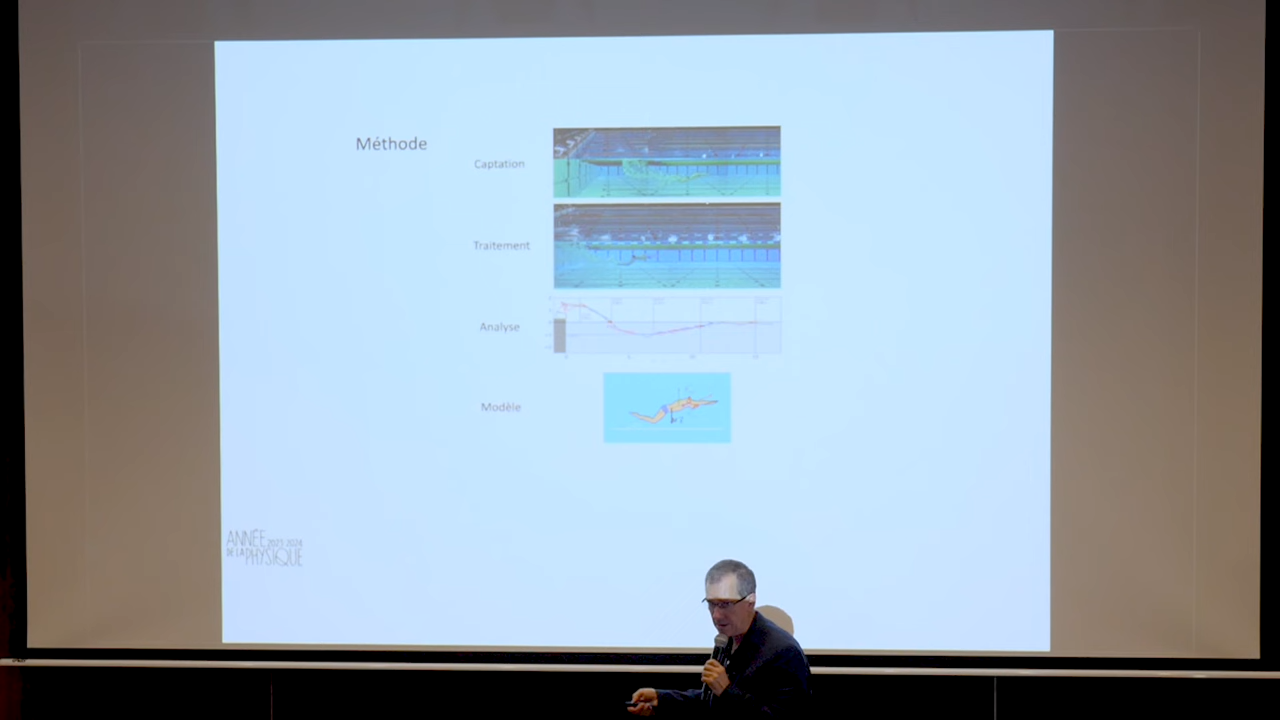 Méthode
Captation
Traitement
Analyse
Modèle
ANNÉE 2023 2024
DE LA PHYSIQUE